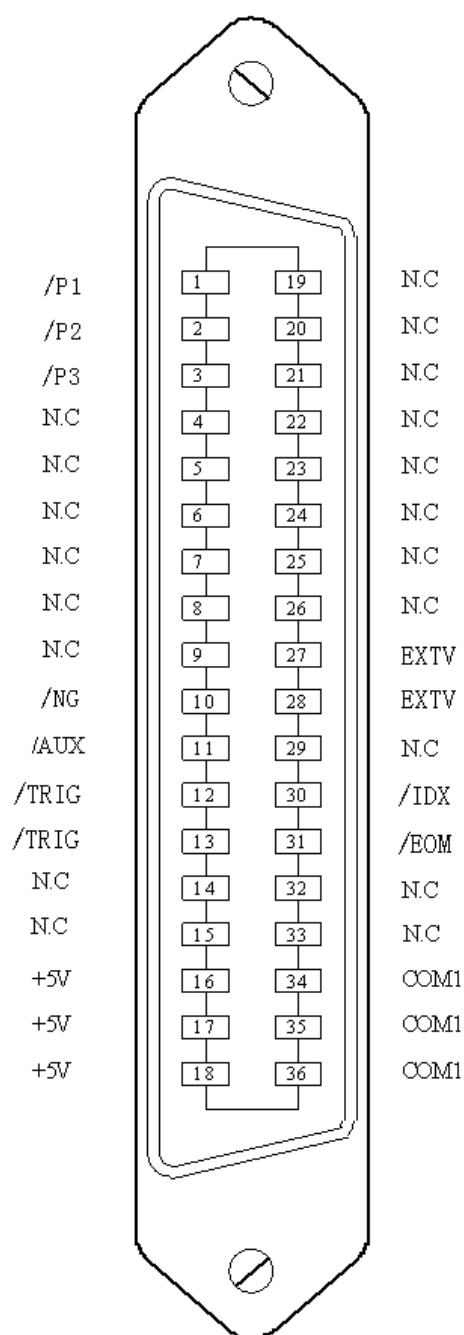 /P1 1 19 N.C
/P2 2 20 N.C
/P3 3 21 N.C
N.C 4 22 N.C
N.C 5 23 N.C
N.C 6 24 N.C
N.C 7 25 N.C
N.C 8 26 N.C
N.C 9 27 EXTV
/NG 10 28 EXTV
/AUX 11 29 N.C
/TRIG 12 30 /IDX
/TRIG 13 31 /EOM
N.C 14 32 N.C
N.C 15 33 N.C
+5V 16 34 COM1
+5V 17 35 COM1
+5V 18 36 COM1